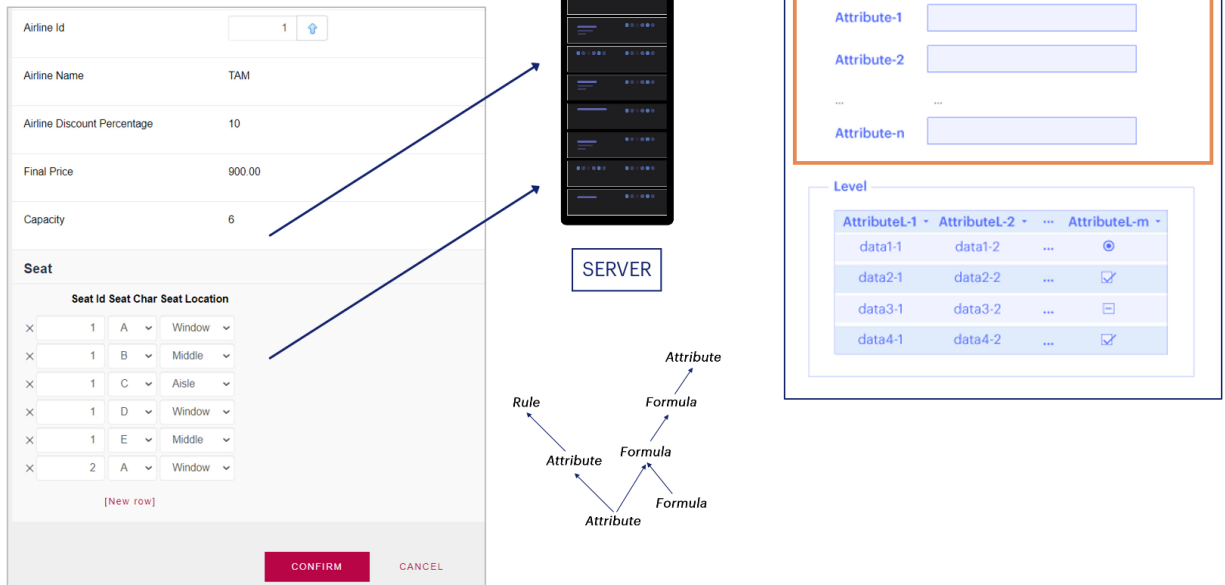 Airline Id 1
Airline Name TAM
Airline Discount Percentage 10
Final Price 900.00
Capacity 6
Seat
Seat Id Seat Char Seat Location
1 A Window
1 B Middle
1 C Aisle
1 D Window
1 E Middle
2 A Window
[New row]
CONFIRM CANCEL
SERVER
Attribute
Rule
Formula
Attribute
Formula
Formula
Attribute
Attribute-1
Attribute-2
... ...
Attribute-n
Level
AttributeL-1 AttributeL-2 ... AttributeL-m
data1-1 data1-2 ...
data2-1 data2-2 ...
data3-1 data3-2 ...
data4-1 data4-2 ...